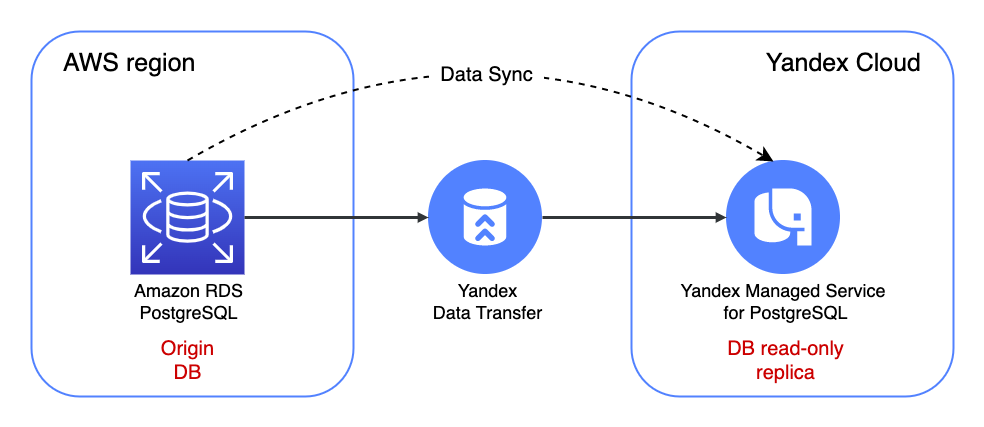 AWS region
Yandex Cloud
Data Sync
Amazon RDS
PostgreSQL
Yandex
Data Transfer
Yandex Managed Service
for PostgreSQL
Origin
DB
DB read-only
replica